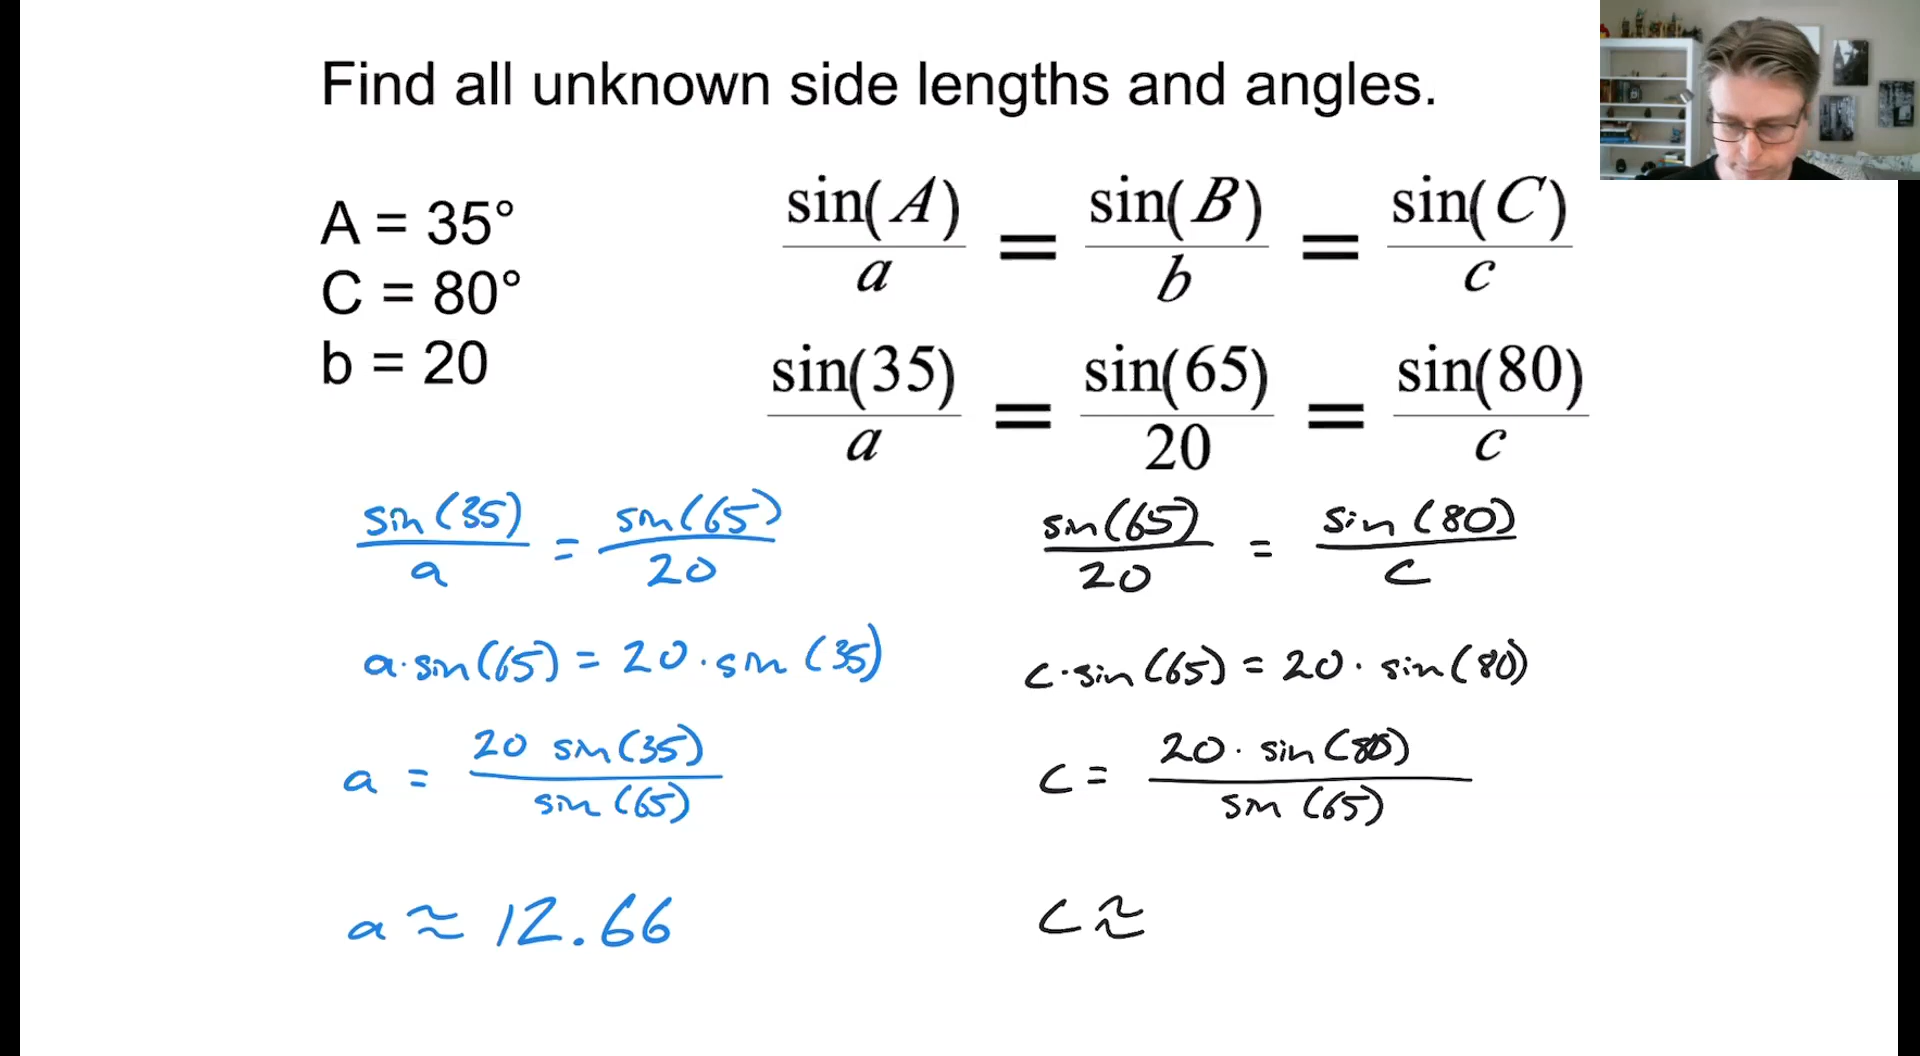 Find all unknown side lengths and angles.
A = 35°
C = 80°
b = 20
sin(A)/a = sin(B)/b = sin(C)/c
sin(35)/a = sin(65)/20 = sin(80)/c
sin(35)/a = sin(65)/20
a·sin(65) = 20·sin(35)
a = 20 sin(35)/sin(65)
a ≈ 12.66
sin(65)/20 = sin(80)/c
c·sin(65) = 20·sin(80)
c = 20·sin(80)/sin(65)
c ≈